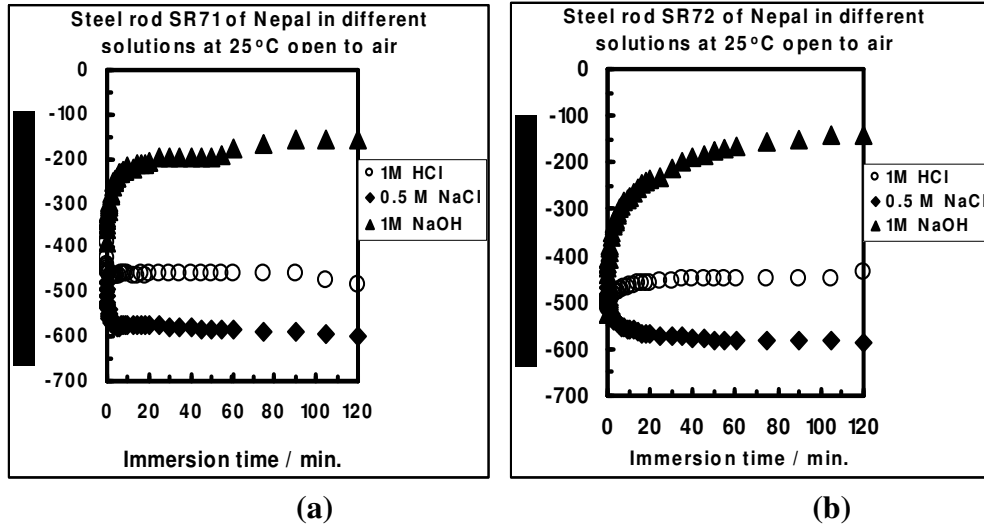 Steel rod SR71 of Nepal in different
solutions at 25°C open to air
0
-100
-200
-300
-400
-500
-600
-700
0 20 40 60 80 100 120
Immersion time / min.
○ 1M HCl
◆ 0.5 M NaCl
▲ 1M NaOH
(a)
Steel rod SR72 of Nepal in different
solutions at 25°C open to air
0
-100
-200
-300
-400
-500
-600
-700
0 20 40 60 80 100 120
Immersion time / min.
○ 1M HCl
◆ 0.5 M NaCl
▲ 1M NaOH
(b)